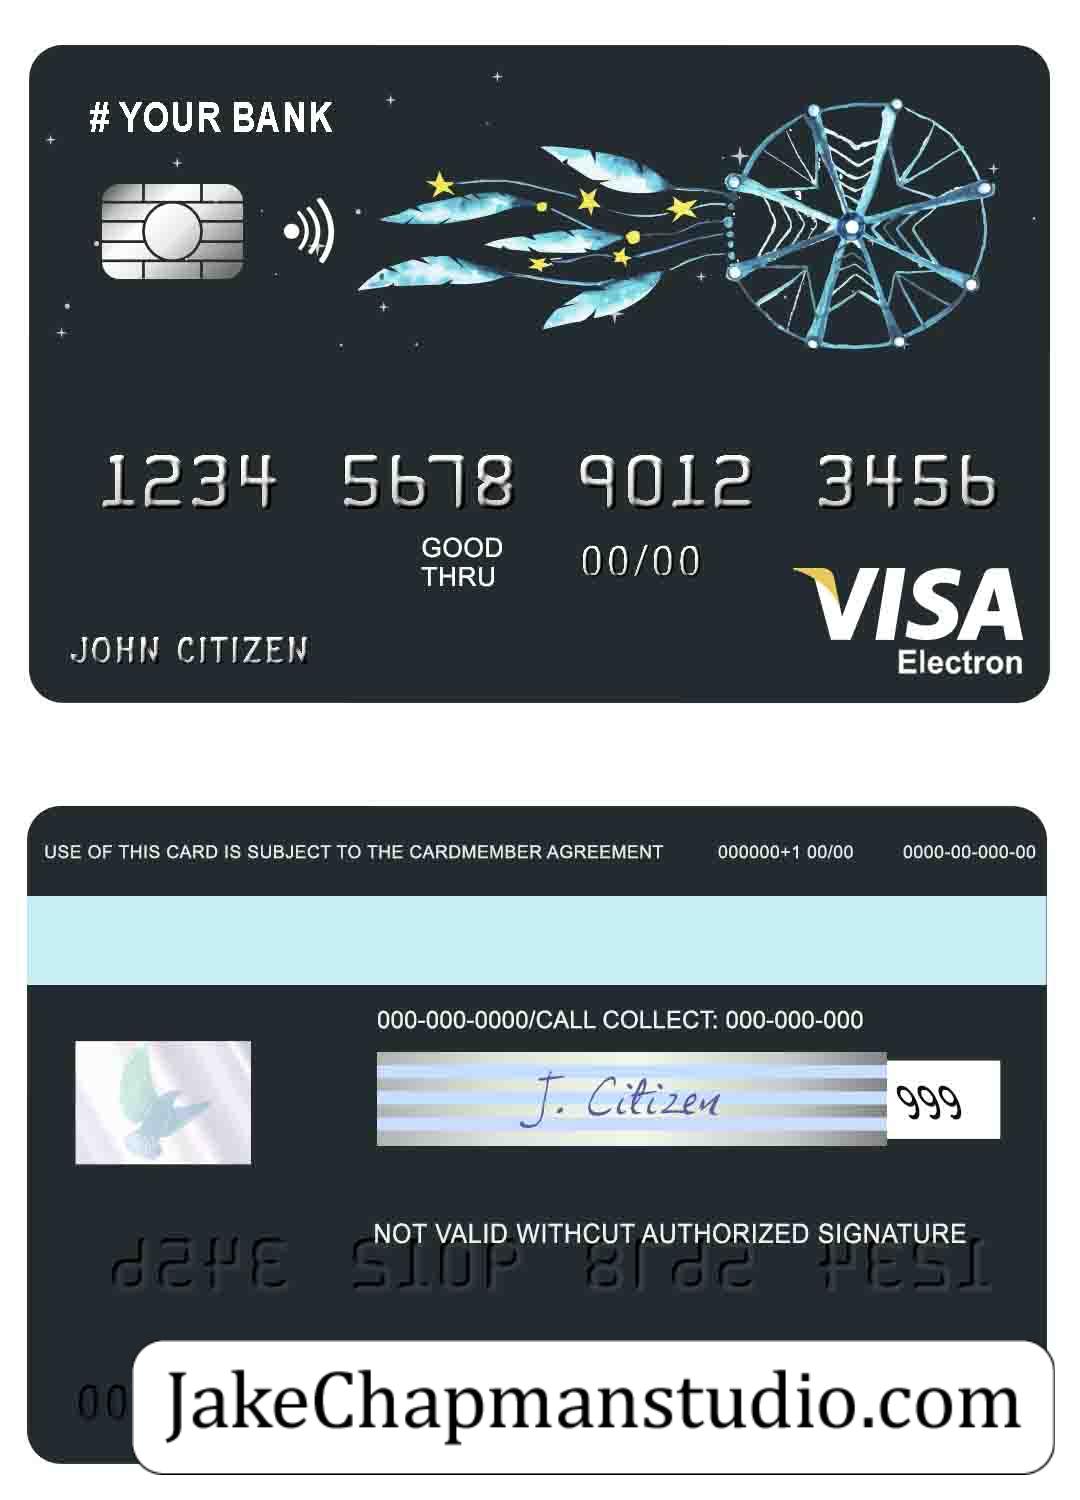 # YOUR BANK
1234 5678 9012 3456
GOOD
THRU
00/00
VISA
Electron
JOHN CITIZEN
USE OF THIS CARD IS SUBJECT TO THE CARDMEMBER AGREEMENT 000000+1 00/00 0000-00-000-00
000-000-0000/CALL COLLECT: 000-000-000
J. Citizen
999
NOT VALID WITHCUT AUTHORIZED SIGNATURE
00
JakeChapmanstudio.com